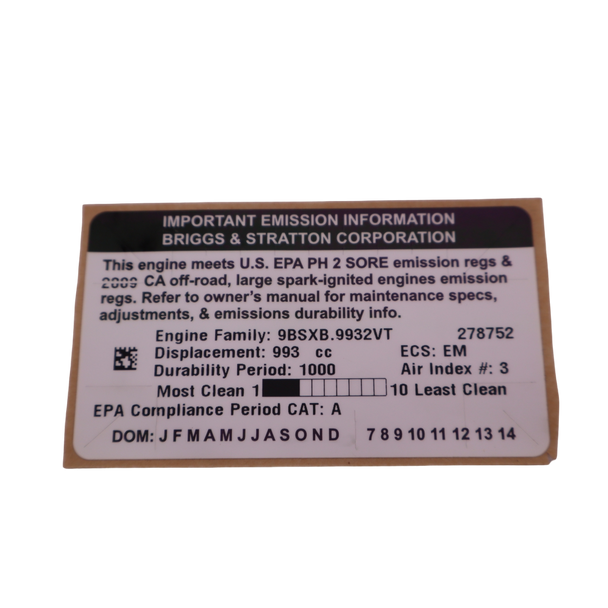 IMPORTANT EMISSION INFORMATION
BRIGGS & STRATTON CORPORATION
This engine meets U.S. EPA PH 2 SORE emission regs &
2009 CA off-road, large spark-ignited engines emission
regs. Refer to owner's manual for maintenance specs,
adjustments, & emissions durability info.
Engine Family: 9BSXB.9932VT 278752
Displacement: 993 cc ECS: EM
Durability Period: 1000 Air Index #: 3
Most Clean 1 10 Least Clean
EPA Compliance Period CAT: A
DOM: J F M A M J J A S O N D 7 8 9 10 11 12 13 14